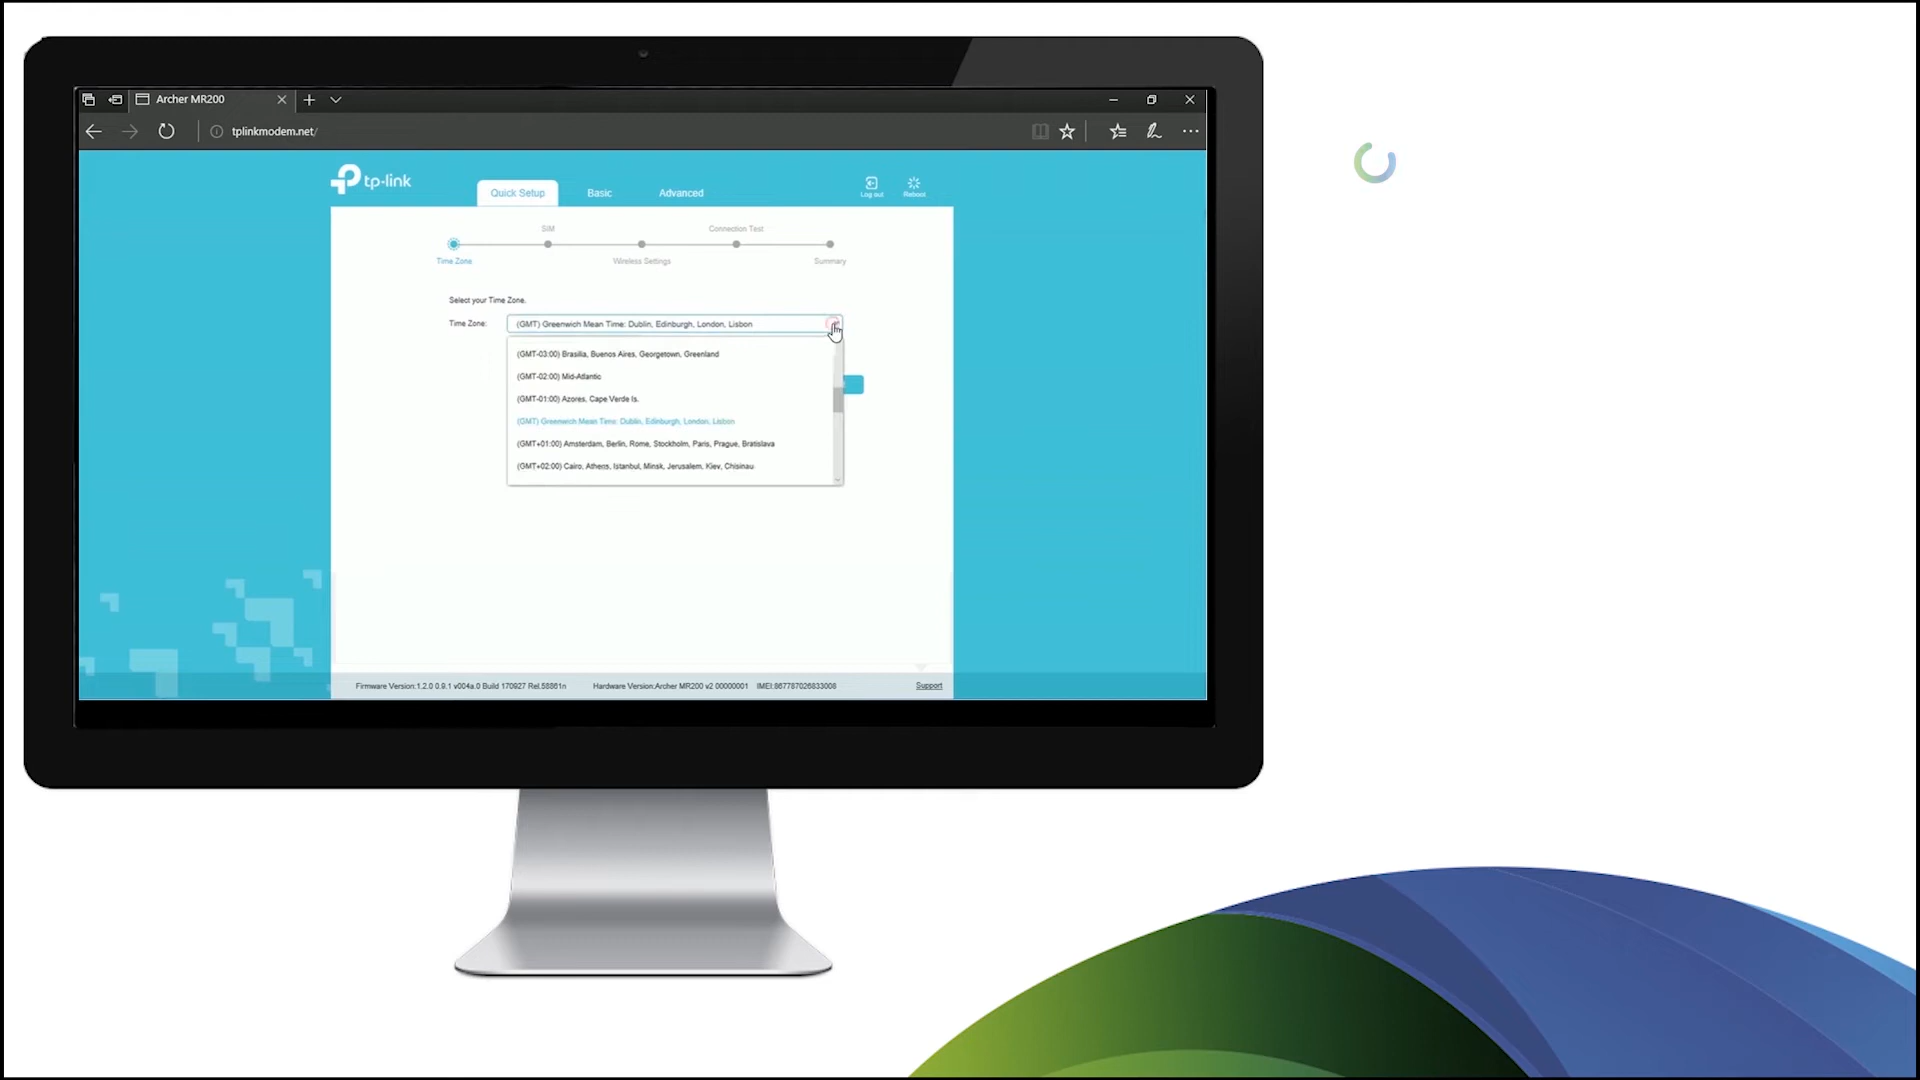 Archer MR200
tplinkmodem.net/
tp-link
Quick Setup
Basic
Advanced
Log out
Reboot
SIM
Connection Test
Time Zone
Wireless Settings
Summary
Select your Time Zone.
Time Zone:
(GMT) Greenwich Mean Time: Dublin, Edinburgh, London, Lisbon
(GMT-03:00) Brasilia, Buenos Aires, Georgetown, Greenland
(GMT-02:00) Mid-Atlantic
(GMT-01:00) Azores, Cape Verde Is.
(GMT) Greenwich Mean Time: Dublin, Edinburgh, London, Lisbon
(GMT+01:00) Amsterdam, Berlin, Rome, Stockholm, Paris, Prague, Bratislava
(GMT+02:00) Cairo, Athens, Istanbul, Minsk, Jerusalem, Kiev, Chisinau
Firmware Version:1.2.0 0.9.1 v004a.0 Build 170927 Rel.58861n
Hardware Version:Archer MR200 v2 00000001
IMEI:867787026833008
Support